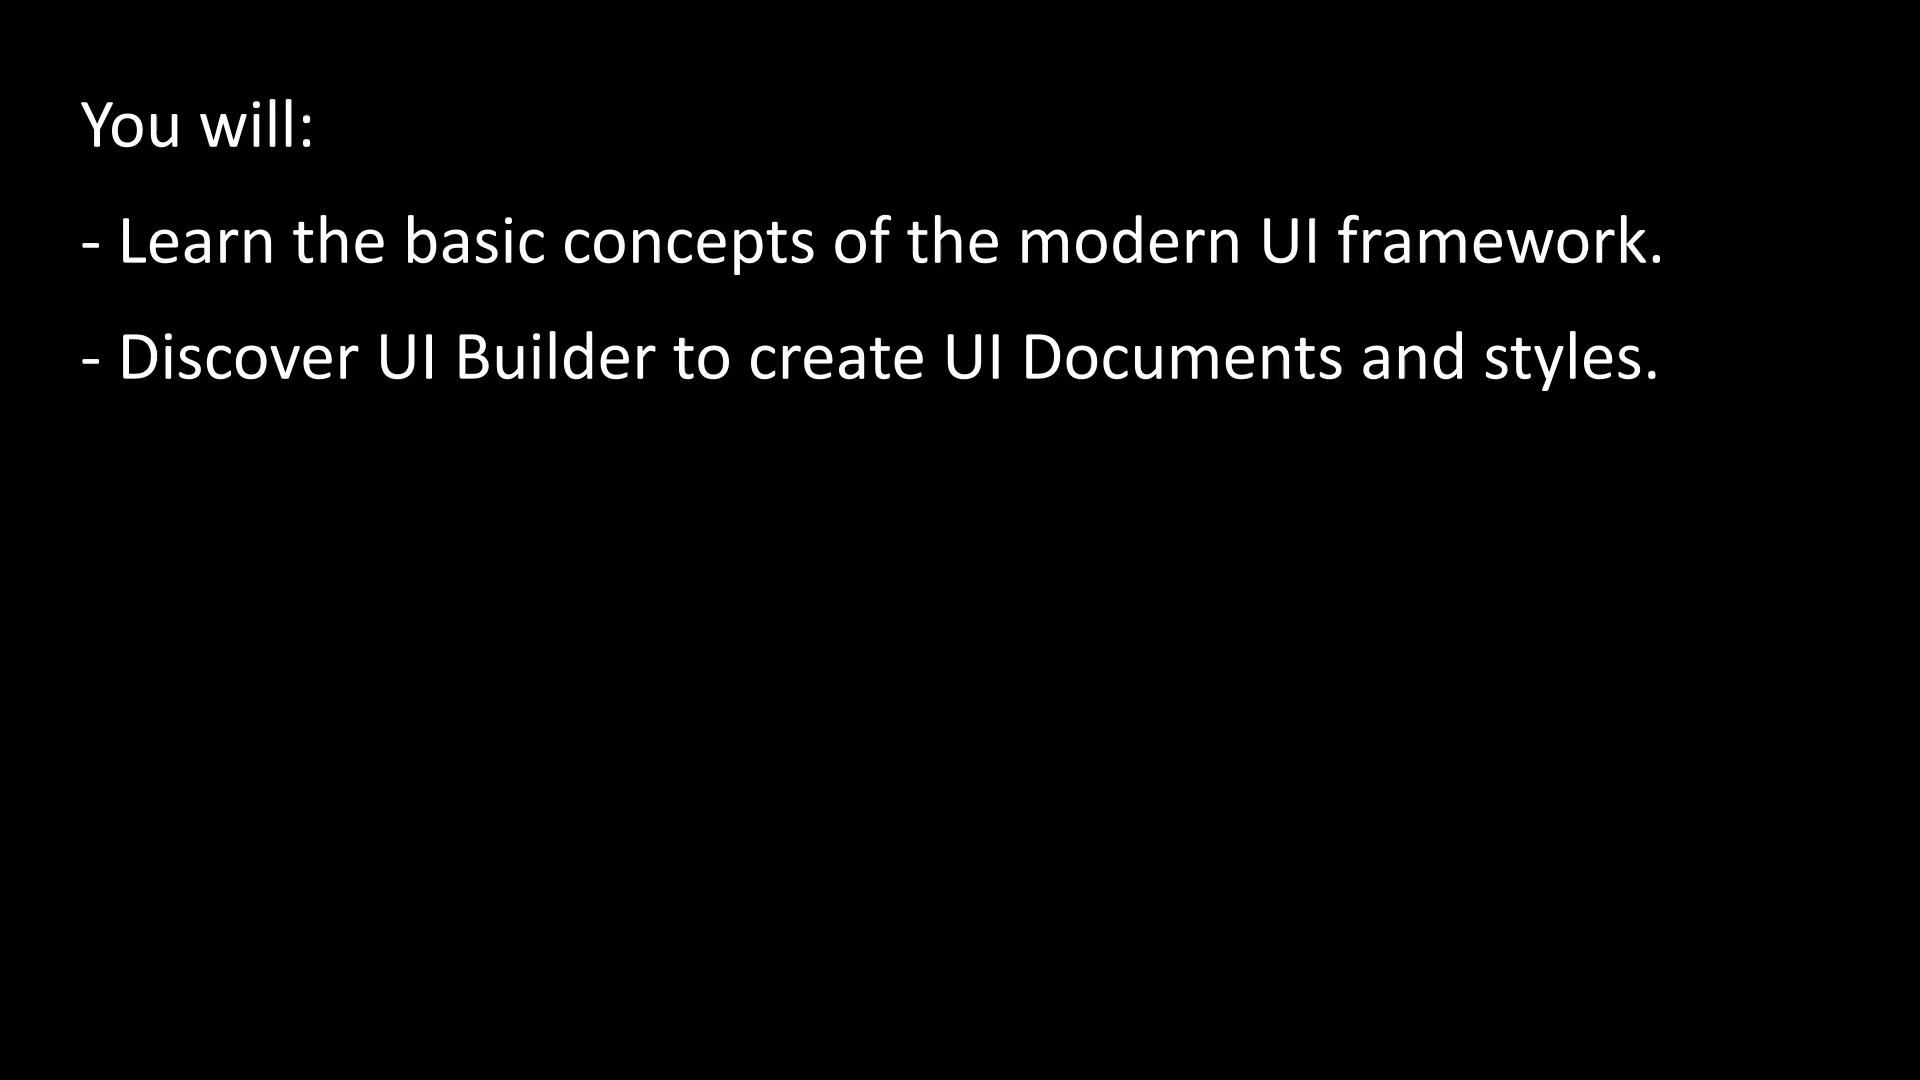 You will:
- Learn the basic concepts of the modern UI framework.
- Discover UI Builder to create UI Documents and styles.